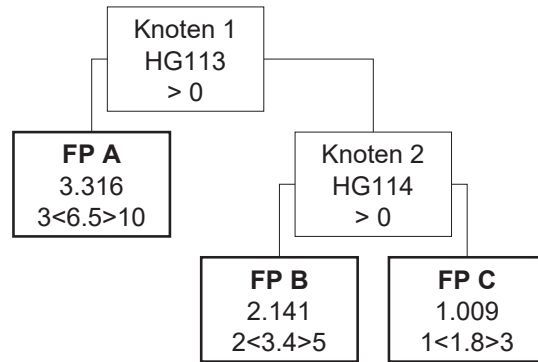 Knoten 1
HG113
> 0
FP A
3.316
3<6.5>10
Knoten 2
HG114
> 0
FP B
2.141
2<3.4>5
FP C
1.009
1<1.8>3